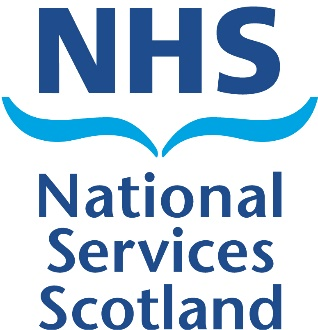 NHS
National
Services
Scotland